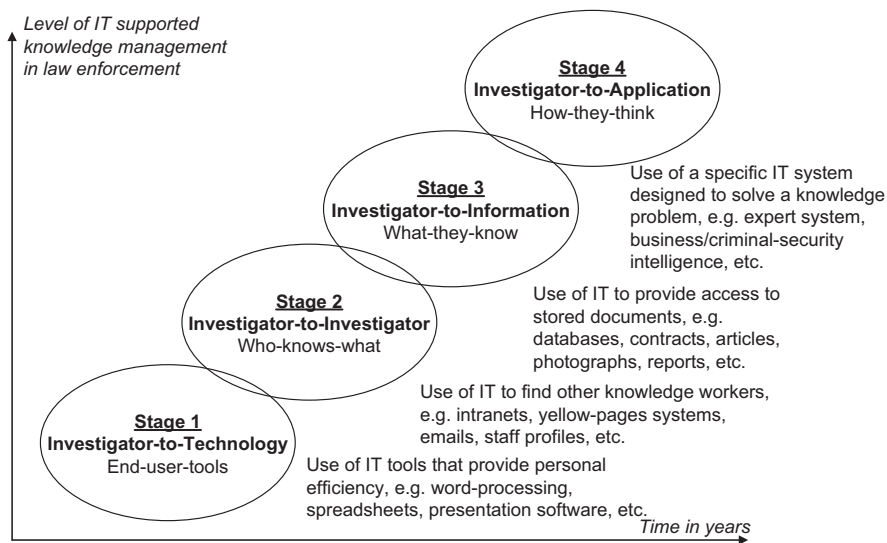 Level of IT supported
knowledge management
in law enforcement
Stage 4
Investigator-to-Application
How-they-think
Use of a specific IT system
designed to solve a knowledge
problem, e.g. expert system,
business/criminal-security
intelligence, etc.
Stage 3
Investigator-to-Information
What-they-know
Use of IT to provide access to
stored documents, e.g.
databases, contracts, articles,
photographs, reports, etc.
Stage 2
Investigator-to-Investigator
Who-knows-what
Use of IT to find other knowledge workers,
e.g. intranets, yellow-pages systems,
emails, staff profiles, etc.
Stage 1
Investigator-to-Technology
End-user-tools
Use of IT tools that provide personal
efficiency, e.g. word-processing,
spreadsheets, presentation software, etc.
Time in years